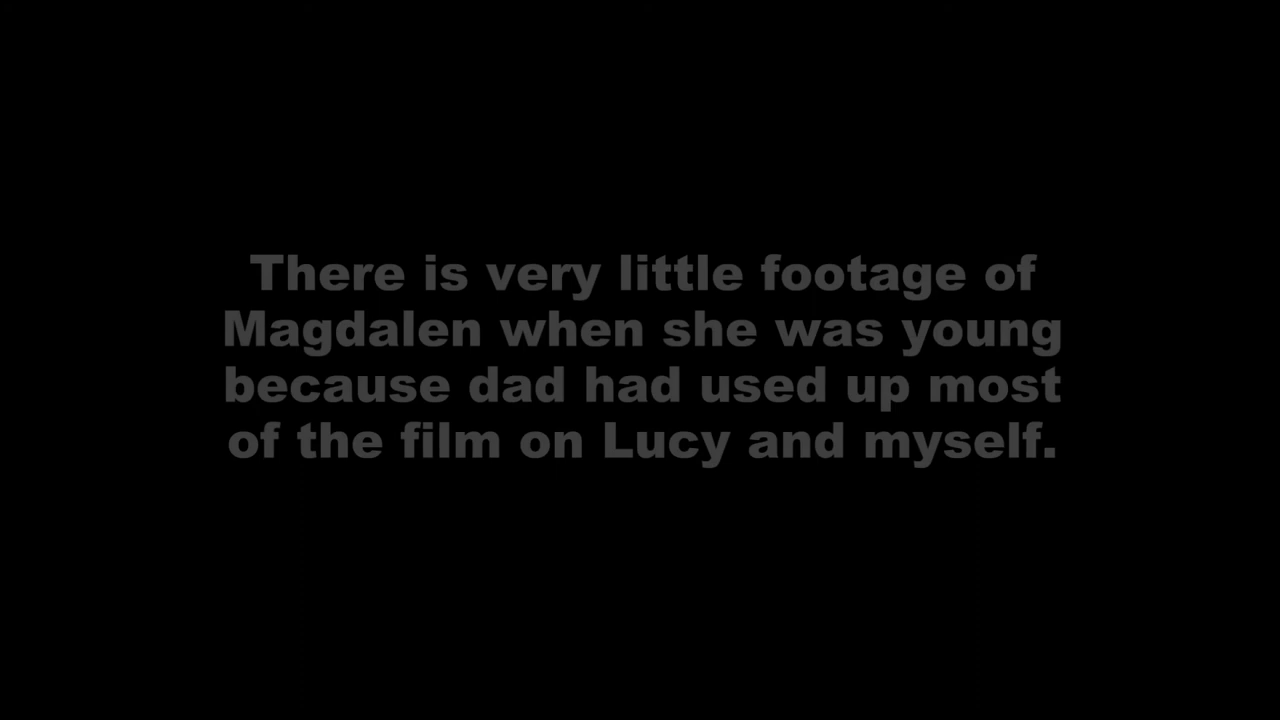 There is very little footage of
Magdalen when she was young
because dad had used up most
of the film on Lucy and myself.